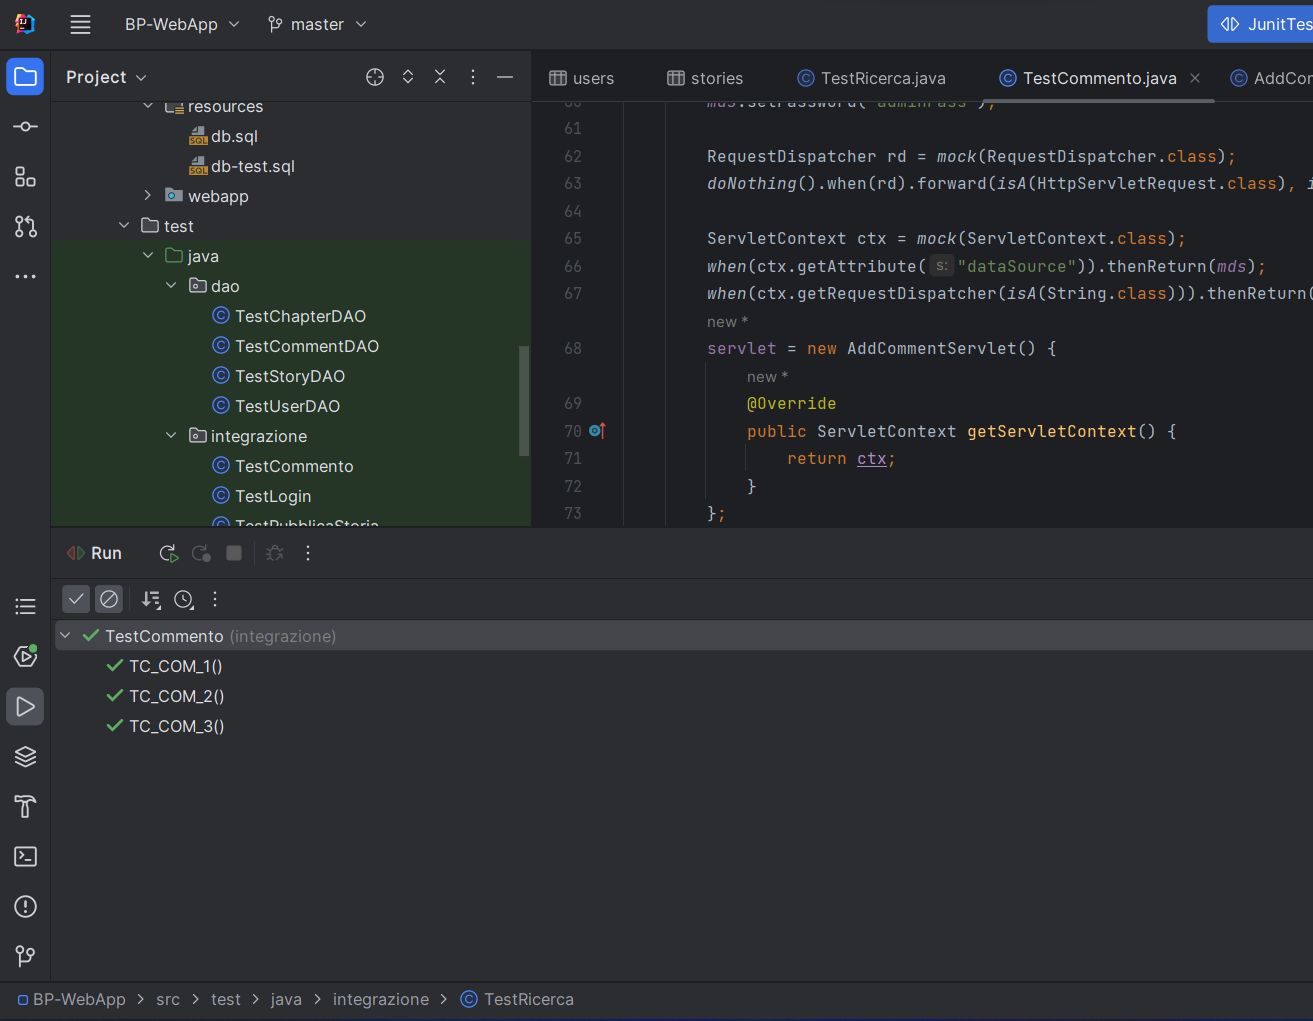 BP-WebApp
master
JunitTes
Project
users
stories
TestRicerca.java
TestCommento.java
AddCor
resources
db.sql
db-test.sql
webapp
test
java
dao
TestChapterDAO
TestCommentDAO
TestStoryDAO
TestUserDAO
integrazione
TestCommento
TestLogin
TestPubblicaStoria
60 mds.setPassword("adminPass");
61
62 RequestDispatcher rd = mock(RequestDispatcher.class);
63 doNothing().when(rd).forward(isA(HttpServletRequest.class), i
64
65 ServletContext ctx = mock(ServletContext.class);
66 when(ctx.getAttribute( s: "dataSource")).thenReturn(mds);
67 when(ctx.getRequestDispatcher(isA(String.class))).thenReturn(
new *
68 servlet = new AddCommentServlet() {
new *
69 @Override
70 public ServletContext getServletContext() {
71 return ctx;
72 }
73 };
Run
TestCommento (integrazione)
TC_COM_1()
TC_COM_2()
TC_COM_3()
BP-WebApp > src > test > java > integrazione > TestRicerca